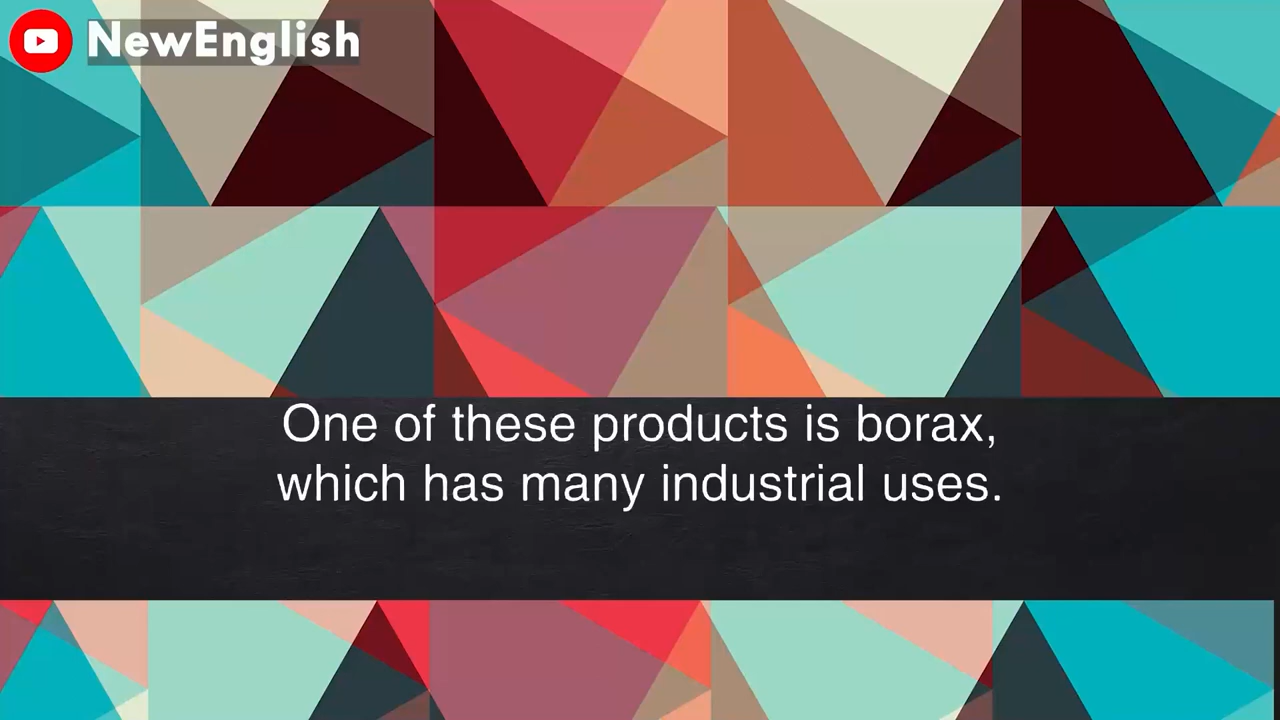 NewEnglish
One of these products is borax,
which has many industrial uses.